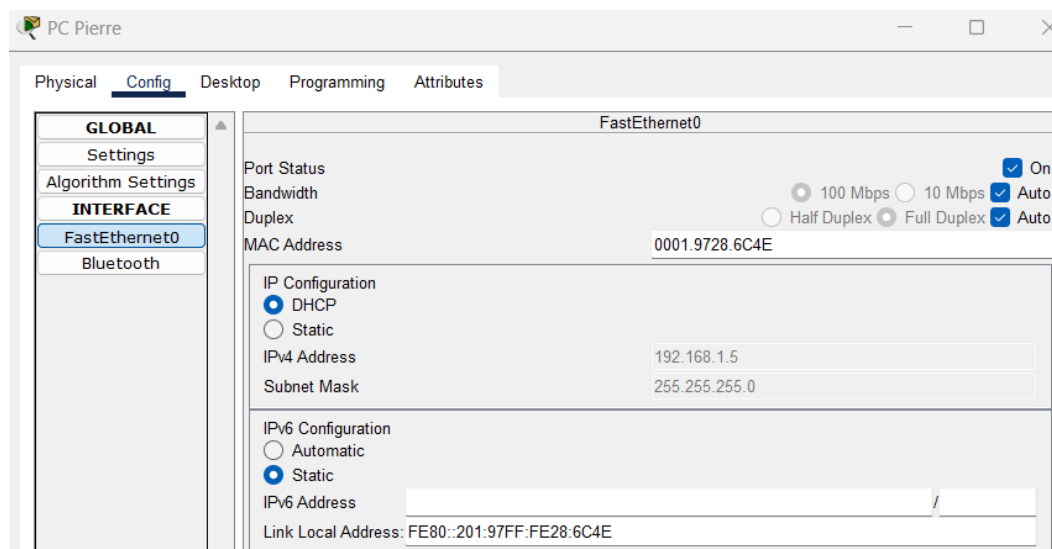 PC Pierre
Physical Config Desktop Programming Attributes
GLOBAL
Settings
Algorithm Settings
INTERFACE
FastEthernet0
Bluetooth
FastEthernet0
Port Status On
Bandwidth 100 Mbps 10 Mbps Auto
Duplex Half Duplex Full Duplex Auto
MAC Address 0001.9728.6C4E
IP Configuration
DHCP
Static
IPv4 Address 192.168.1.5
Subnet Mask 255.255.255.0
IPv6 Configuration
Automatic
Static
IPv6 Address /
Link Local Address: FE80::201:97FF:FE28:6C4E